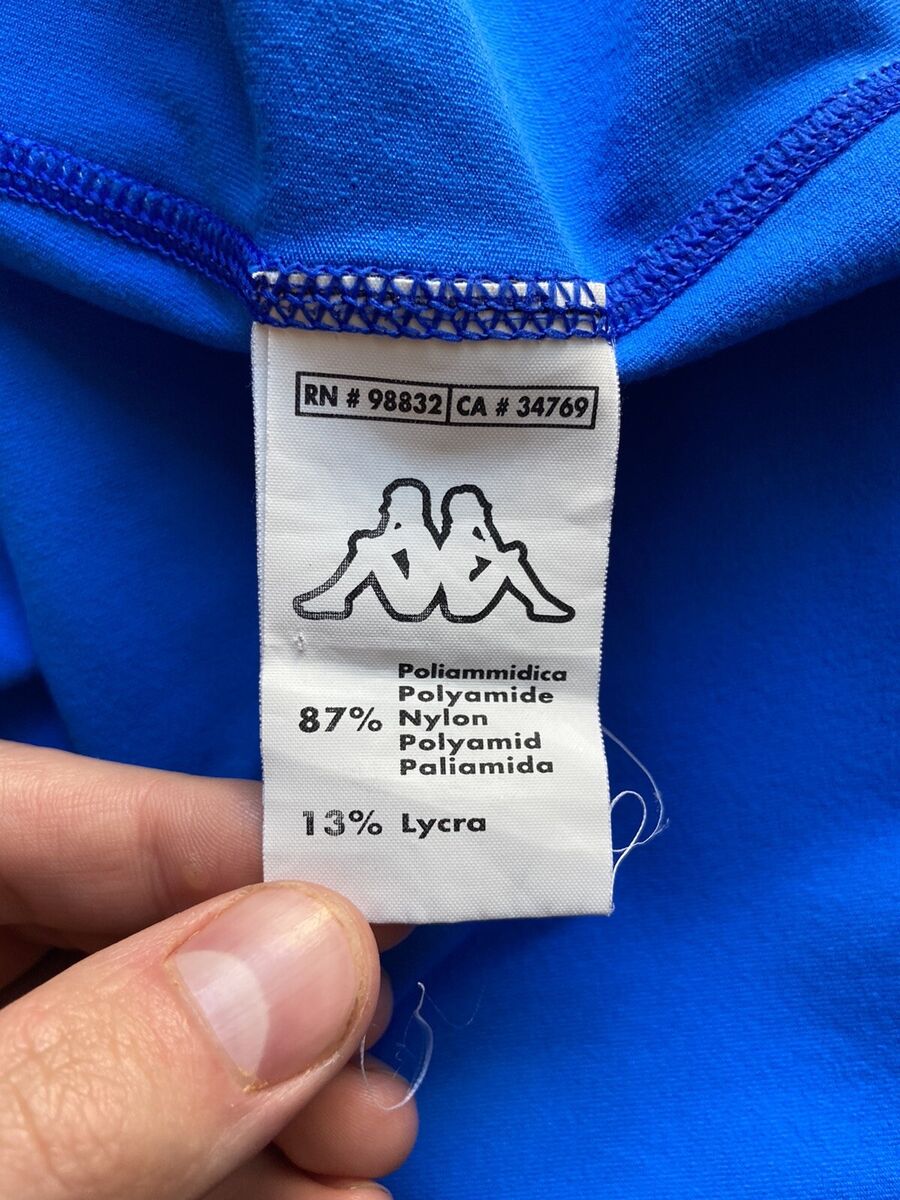 RN # 98832 CA # 34769
Poliammidica
Polyamide
87% Nylon
Polyamid
Paliamida
13% Lycra